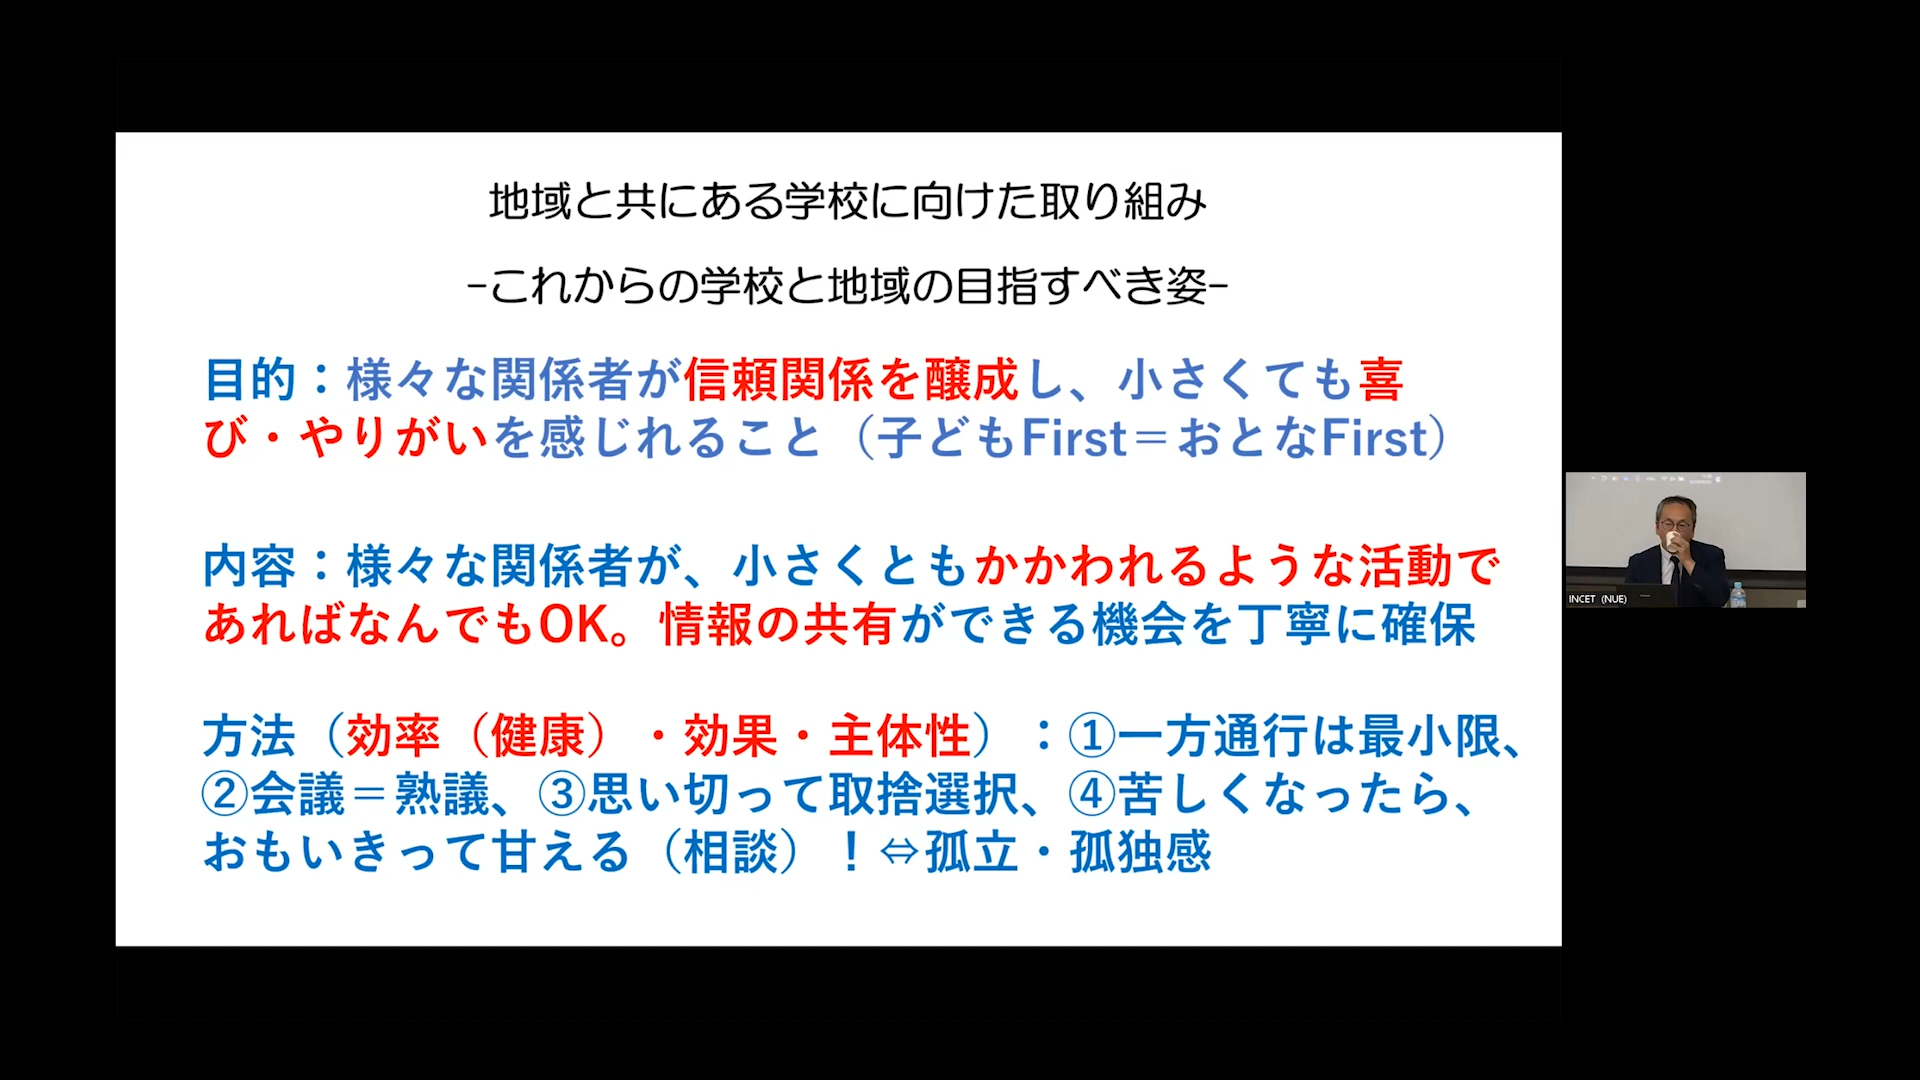 地域と共にある学校に向けた取り組み
−これからの学校と地域の目指すべき姿−
目的：様々な関係者が信頼関係を醸成し、小さくても喜
び・やりがいを感じれること（子どもFirst＝おとなFirst）
内容：様々な関係者が、小さくともかかわれるような活動で
あればなんでもOK。情報の共有ができる機会を丁寧に確保
方法（効率（健康）・効果・主体性）：①一方通行は最小限、
②会議＝熟議、③思い切って取捨選択、④苦しくなったら、
おもいきって甘える（相談）！⇔孤立・孤独感
INCET (NUE)